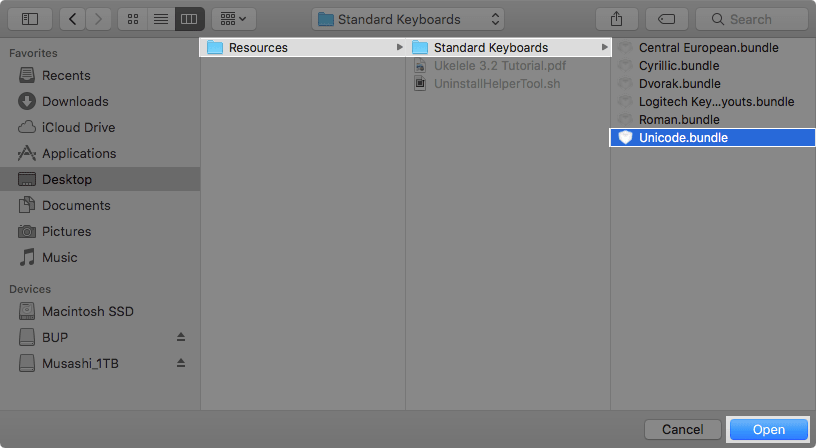 Standard Keyboards
Search
Favorites
Recents
Downloads
iCloud Drive
Applications
Desktop
Documents
Pictures
Music
Devices
Macintosh SSD
BUP
Musashi_1TB
Resources
Standard Keyboards
Ukelele 3.2 Tutorial.pdf
UninstallHelperTool.sh
Central European.bundle
Cyrillic.bundle
Dvorak.bundle
Logitech Key...youts.bundle
Roman.bundle
Unicode.bundle
Cancel
Open